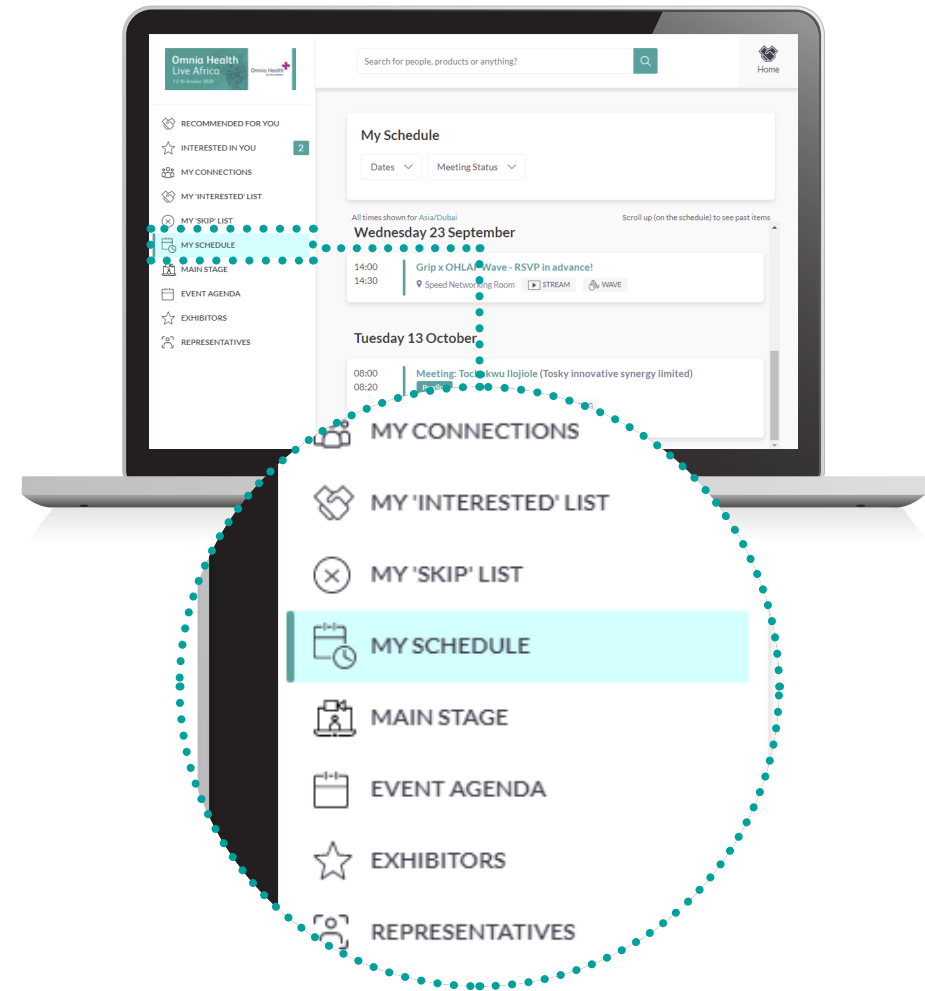 Omnia Health
Live Africa
Omnia Health
Search for people, products or anything?
Home
RECOMMENDED FOR YOU
INTERESTED IN YOU 2
MY CONNECTIONS
MY 'INTERESTED' LIST
MY 'SKIP' LIST
MY SCHEDULE
MAIN STAGE
EVENT AGENDA
EXHIBITORS
REPRESENTATIVES
My Schedule
Dates Meeting Status
All times shown for Asia/Dubai Scroll up (on the schedule) to see past items
Wednesday 23 September
14:00 Grip x OHLAF Wave - RSVP in advance!
14:30 Speed Networking Room STREAM WAVE
Tuesday 13 October
08:00 Meeting: Tochukwu Ilojiole (Tosky innovative synergy limited)
08:20
MY CONNECTIONS
MY 'INTERESTED' LIST
MY 'SKIP' LIST
MY SCHEDULE
MAIN STAGE
EVENT AGENDA
EXHIBITORS
REPRESENTATIVES